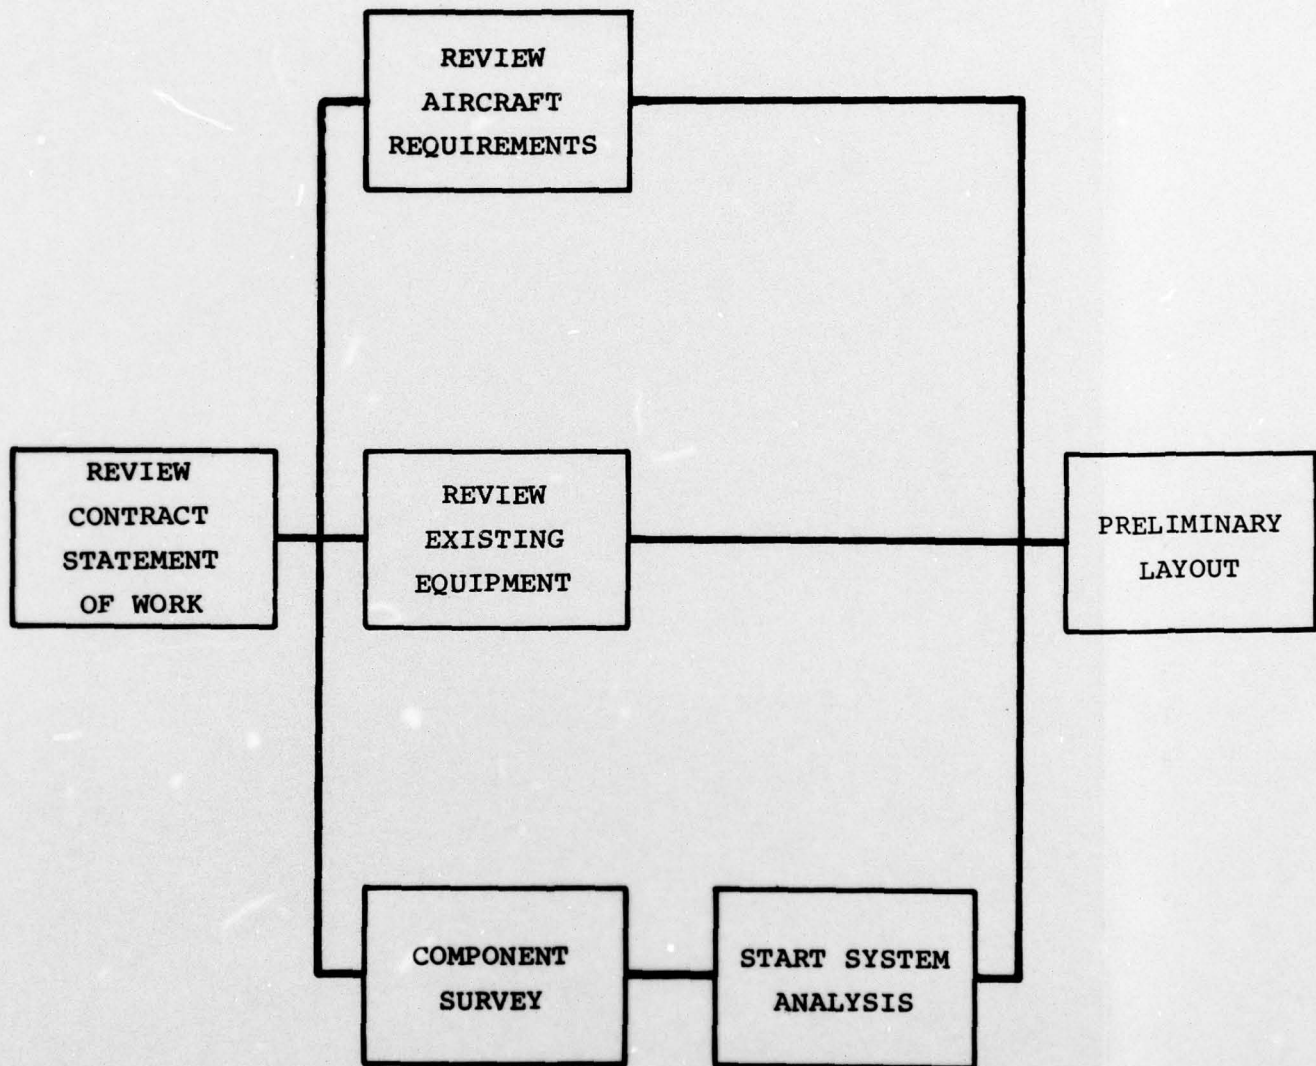 REVIEW
AIRCRAFT
REQUIREMENTS
REVIEW
CONTRACT
STATEMENT
OF WORK
REVIEW
EXISTING
EQUIPMENT
PRELIMINARY
LAYOUT
COMPONENT
SURVEY
START SYSTEM
ANALYSIS